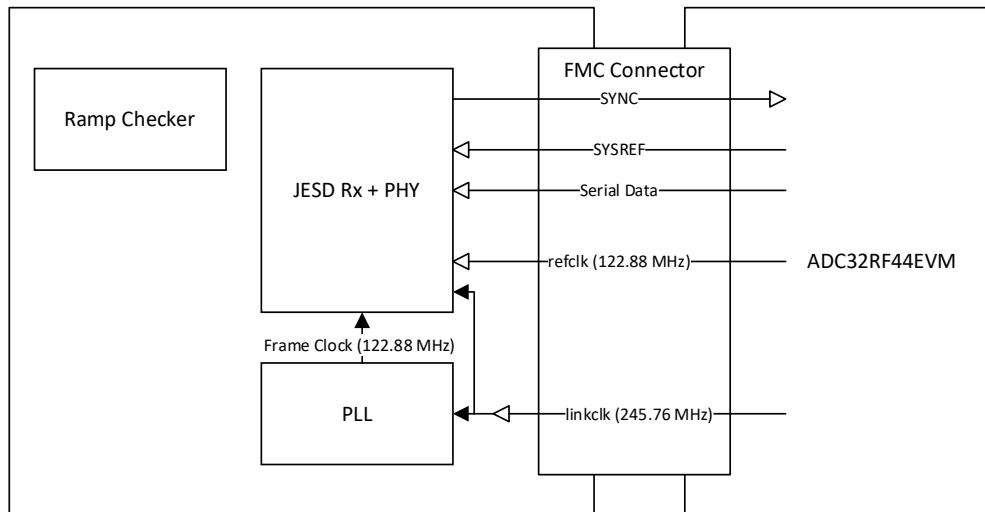 FMC Connector
Ramp Checker
SYNC
SYSREF
JESD Rx + PHY
Serial Data
refclk (122.88 MHz)
ADC32RF44EVM
Frame Clock (122.88 MHz)
PLL
linkclk (245.76 MHz)